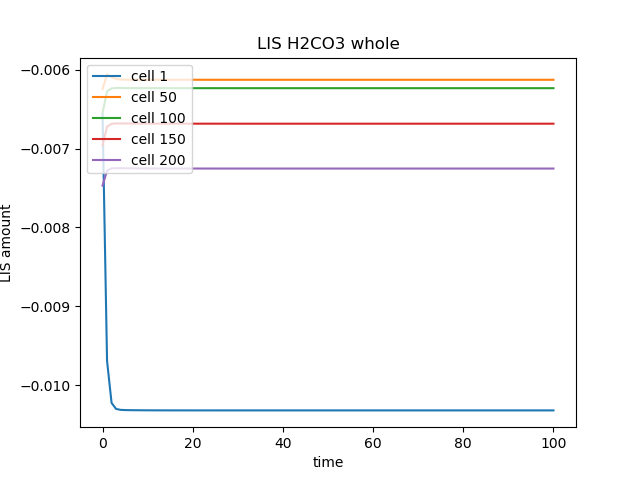 LIS H2CO3 whole
LIS amount
−0.006
−0.007
−0.008
−0.009
−0.010
cell 1
cell 50
cell 100
cell 150
cell 200
0
20
40
60
80
100
time